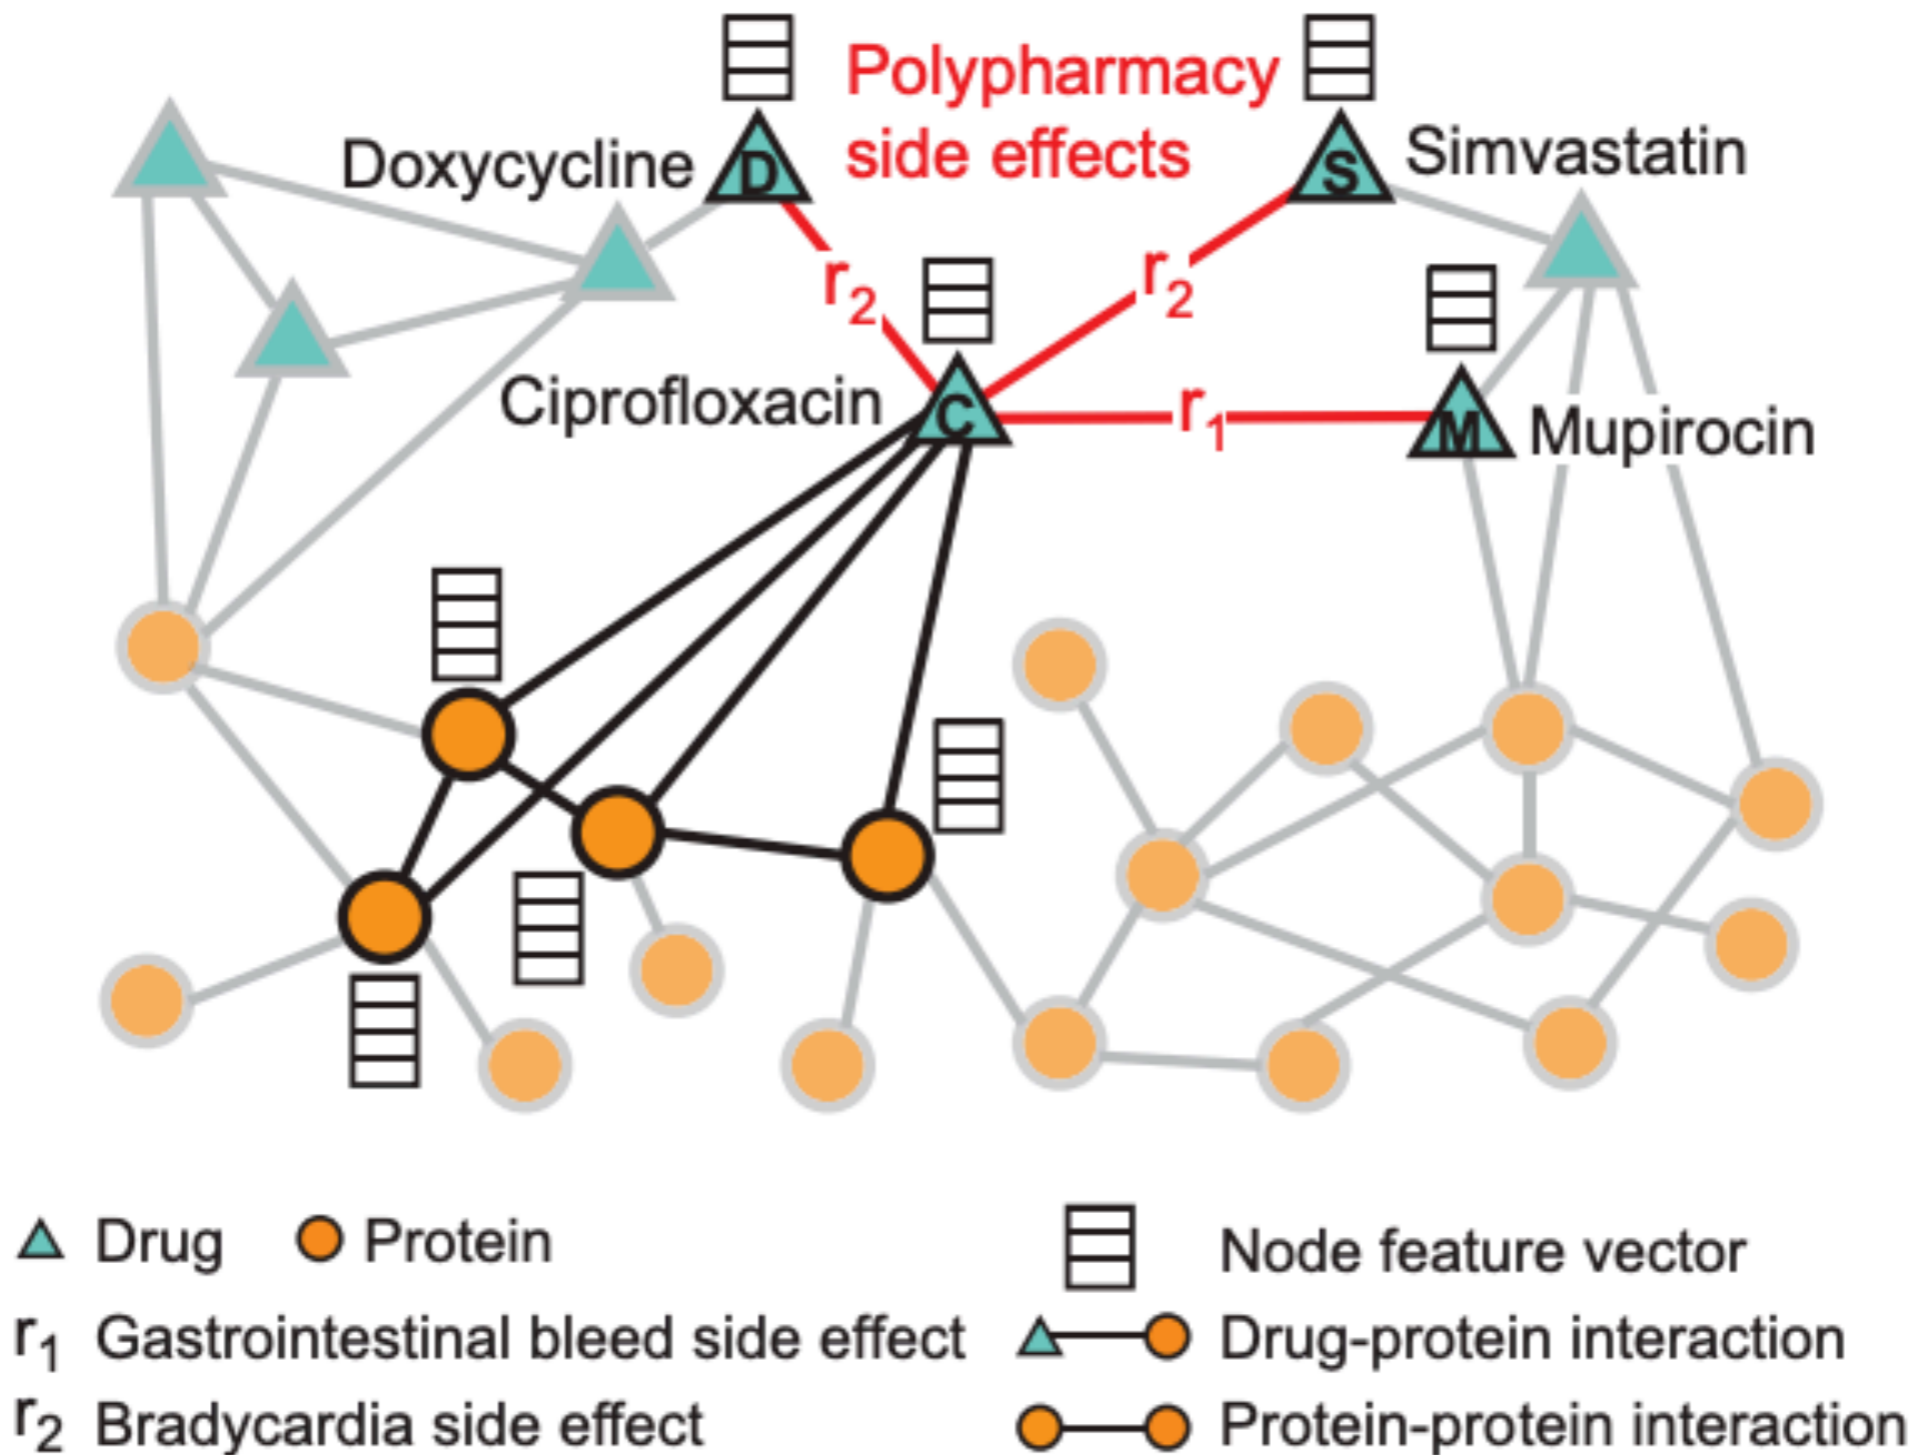 Polypharmacy
side effects
Doxycycline
D
S
Simvastatin
r2
r2
Ciprofloxacin
C
r1
M
Mupirocin
Drug
Protein
Node feature vector
r1 Gastrointestinal bleed side effect
Drug-protein interaction
r2 Bradycardia side effect
Protein-protein interaction